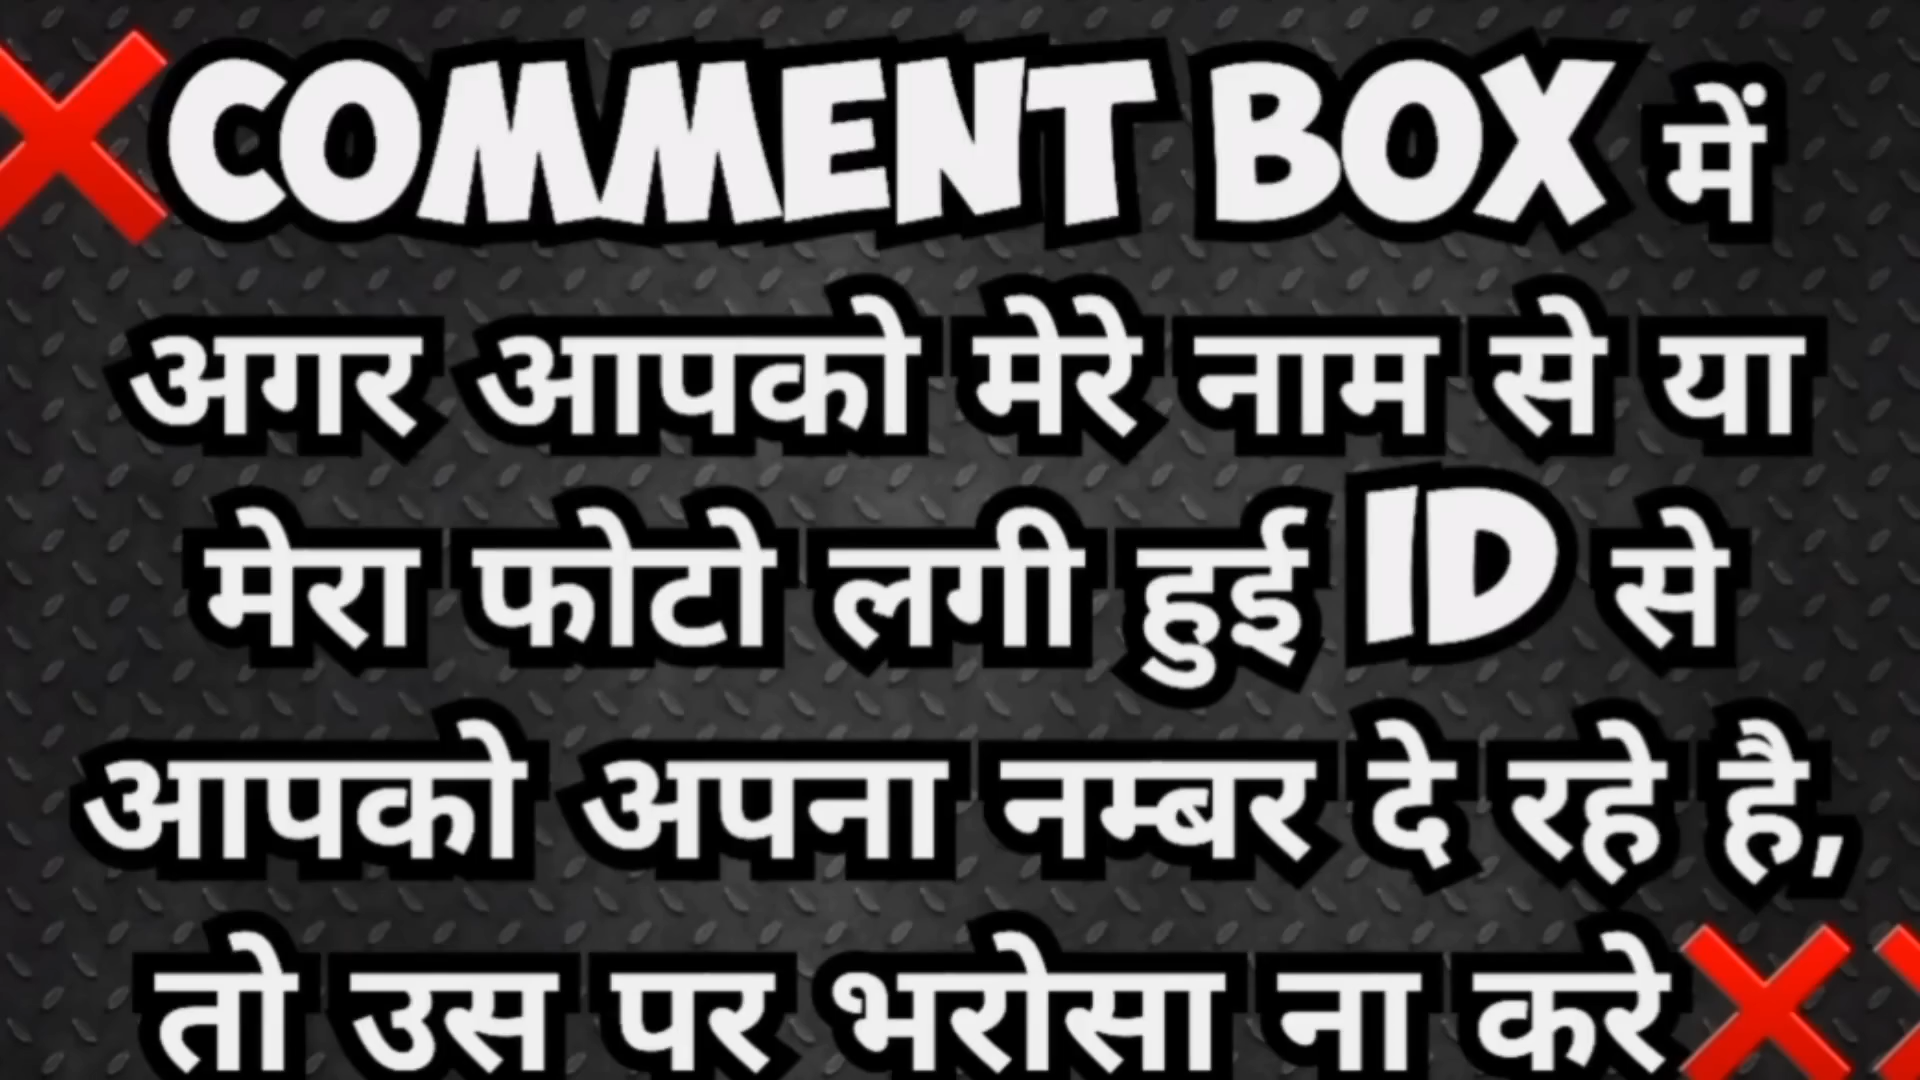 ❌COMMENT BOX में
अगर आपको मेरे नाम से या
मेरा फोटो लगी हुई ID से
आपको अपना नम्बर दे रहे है,
तो उस पर भरोसा ना करे❌❌